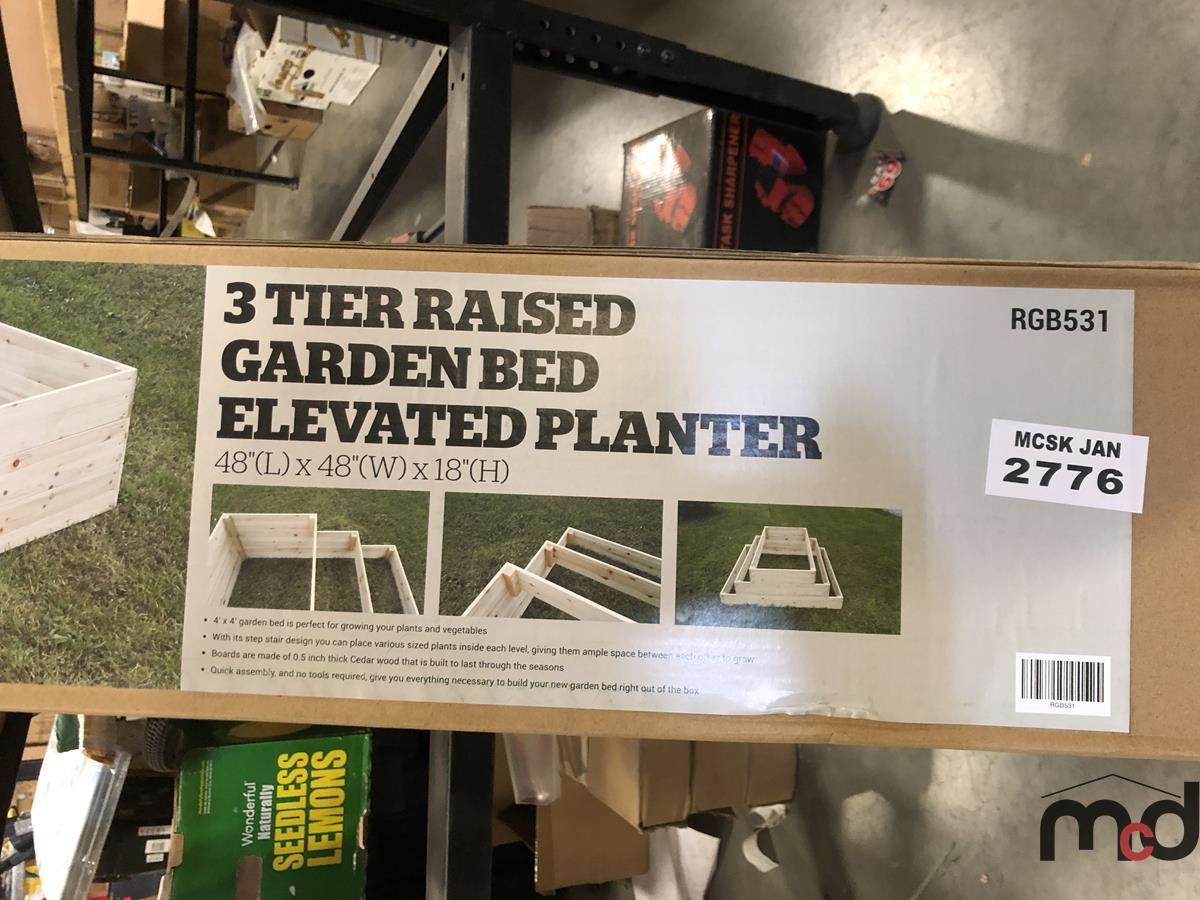 TASK SHARPENER
3 TIER RAISED
GARDEN BED
ELEVATED PLANTER
48"(L) x 48"(W) x 18"(H)
RGB531
MCSK JAN
2776
• 4' x 4' garden bed is perfect for growing your plants and vegetables
• With its step stair design you can place various sized plants inside each level, giving them ample space between each other to grow
• Boards are made of 0.5 inch thick Cedar wood that is built to last through the seasons
• Quick assembly, and no tools required, give you everything necessary to build your new garden bed right out of the box
RGB531
Wonderful
Naturally
SEEDLESS
LEMONS
mcd